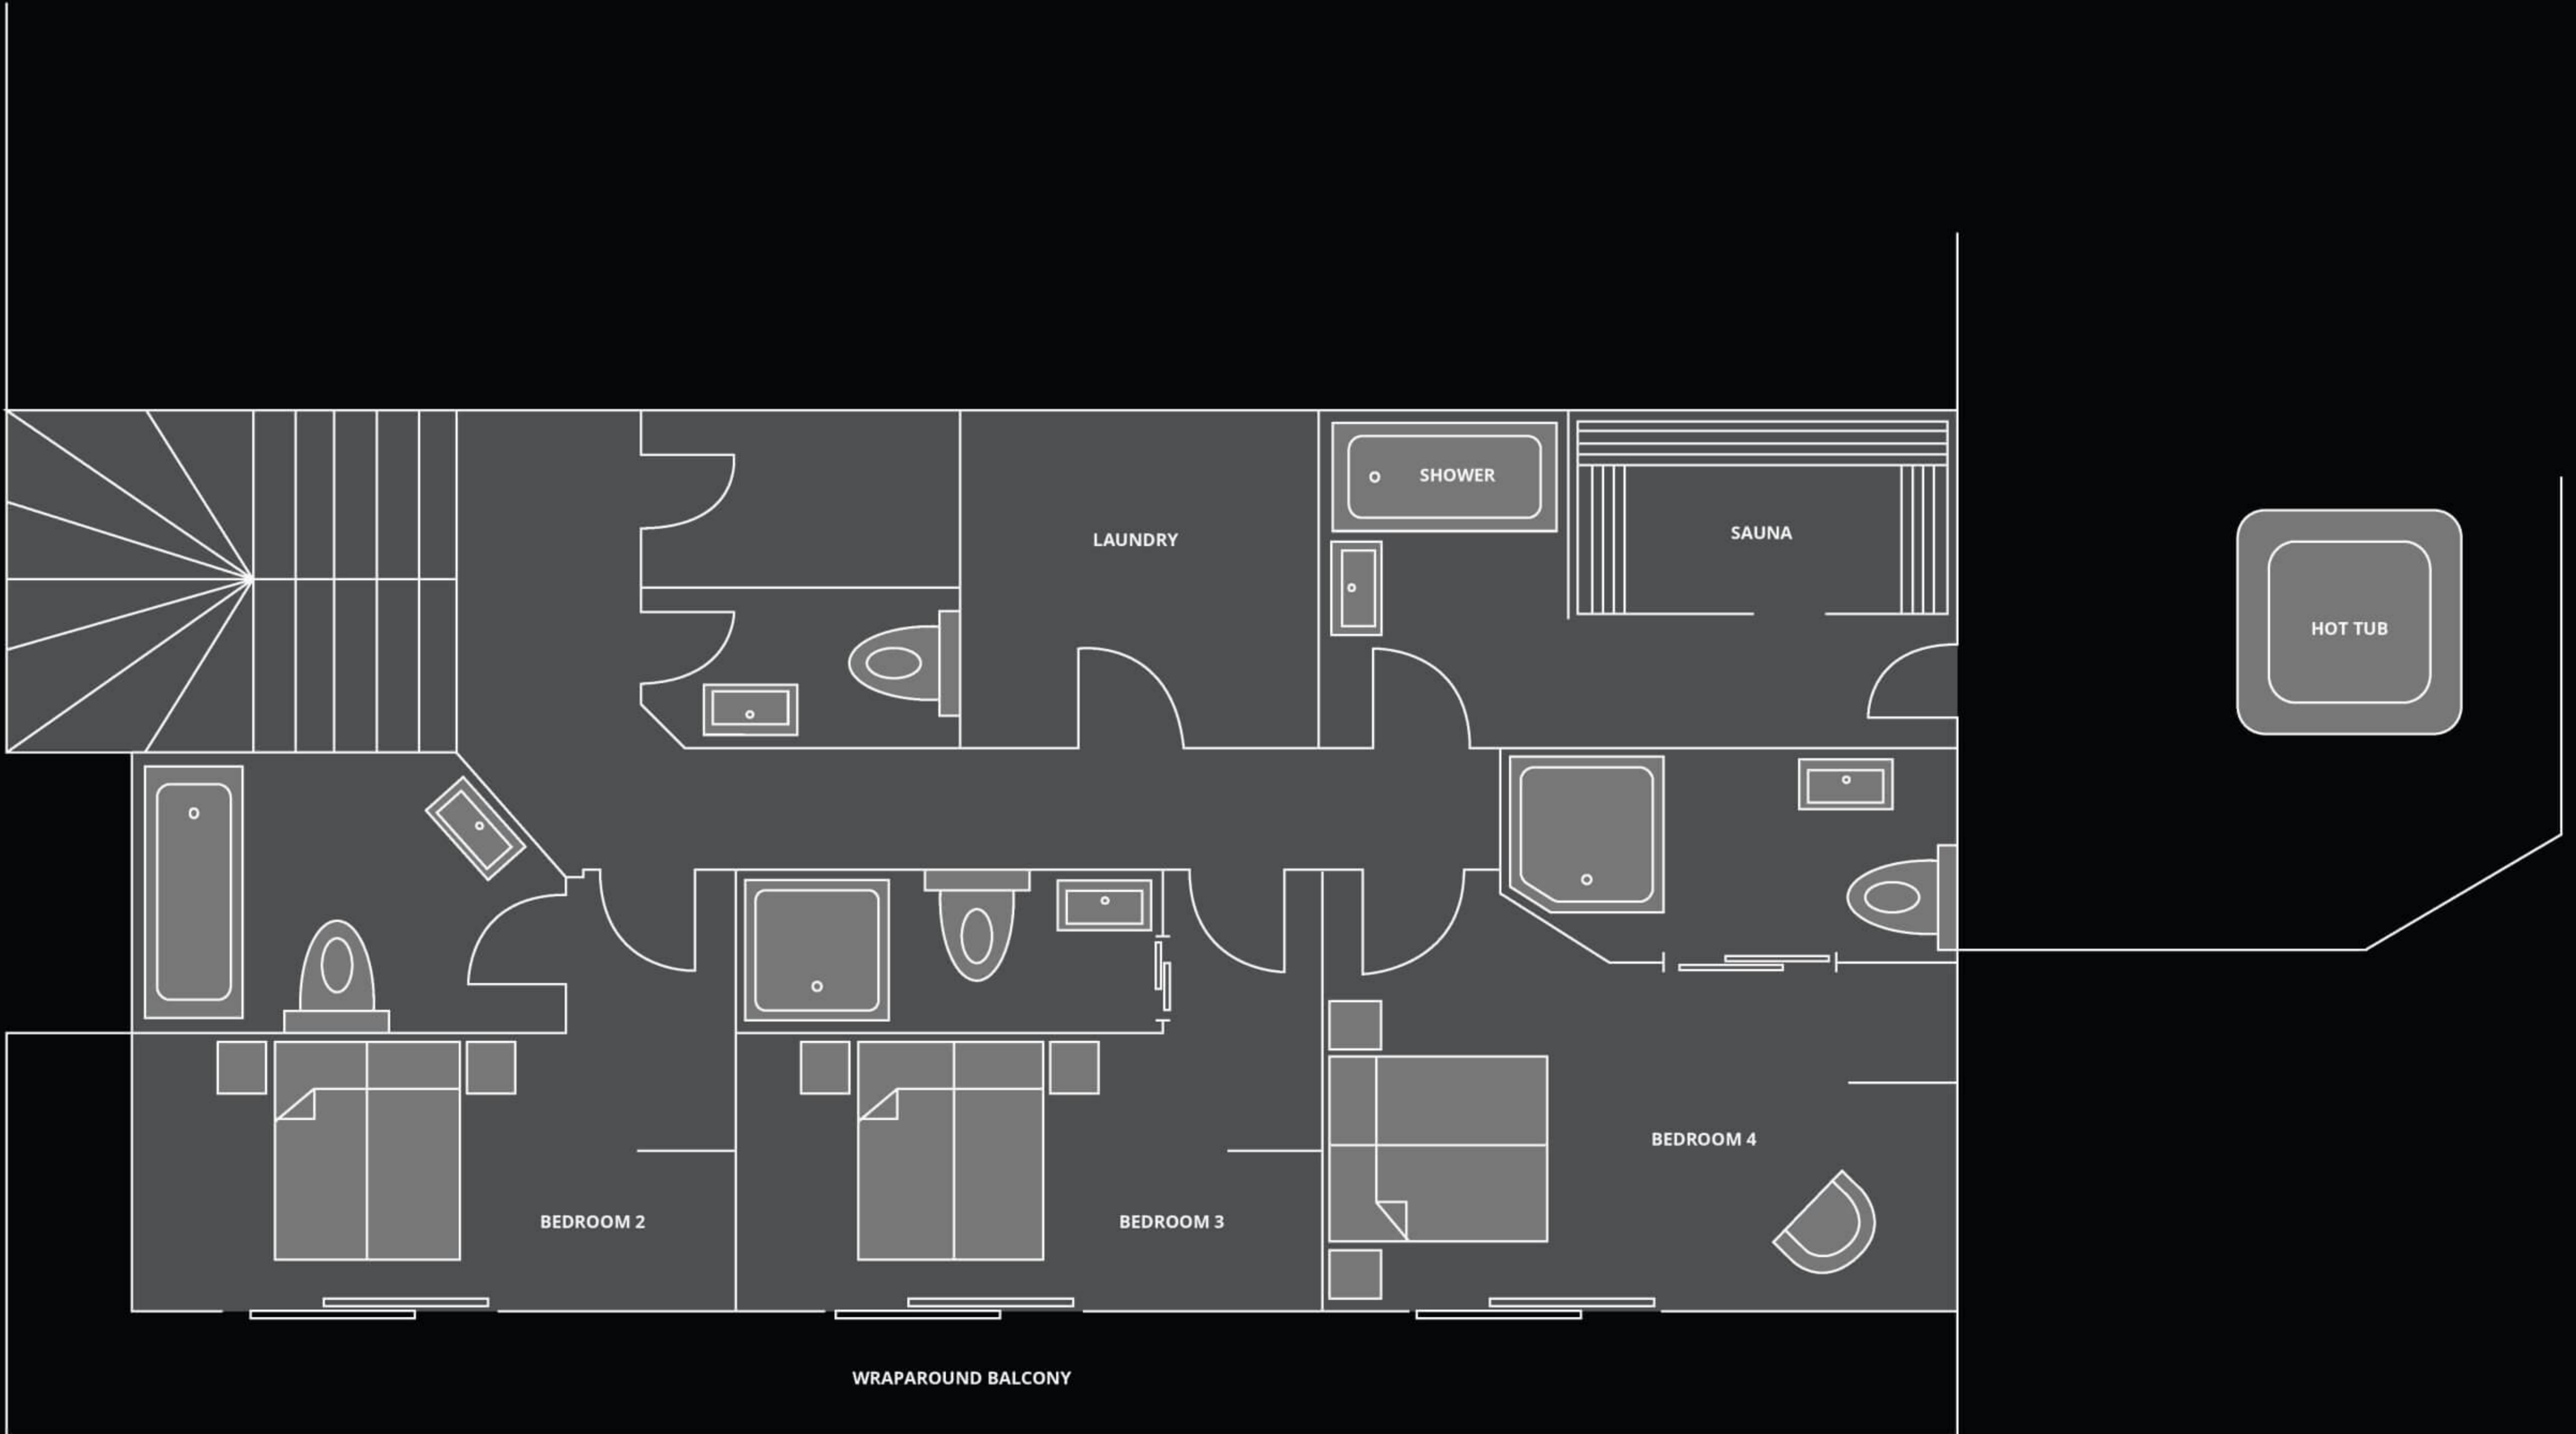 SHOWER
SAUNA
LAUNDRY
HOT TUB
BEDROOM 4
BEDROOM 2
BEDROOM 3
WRAPAROUND BALCONY